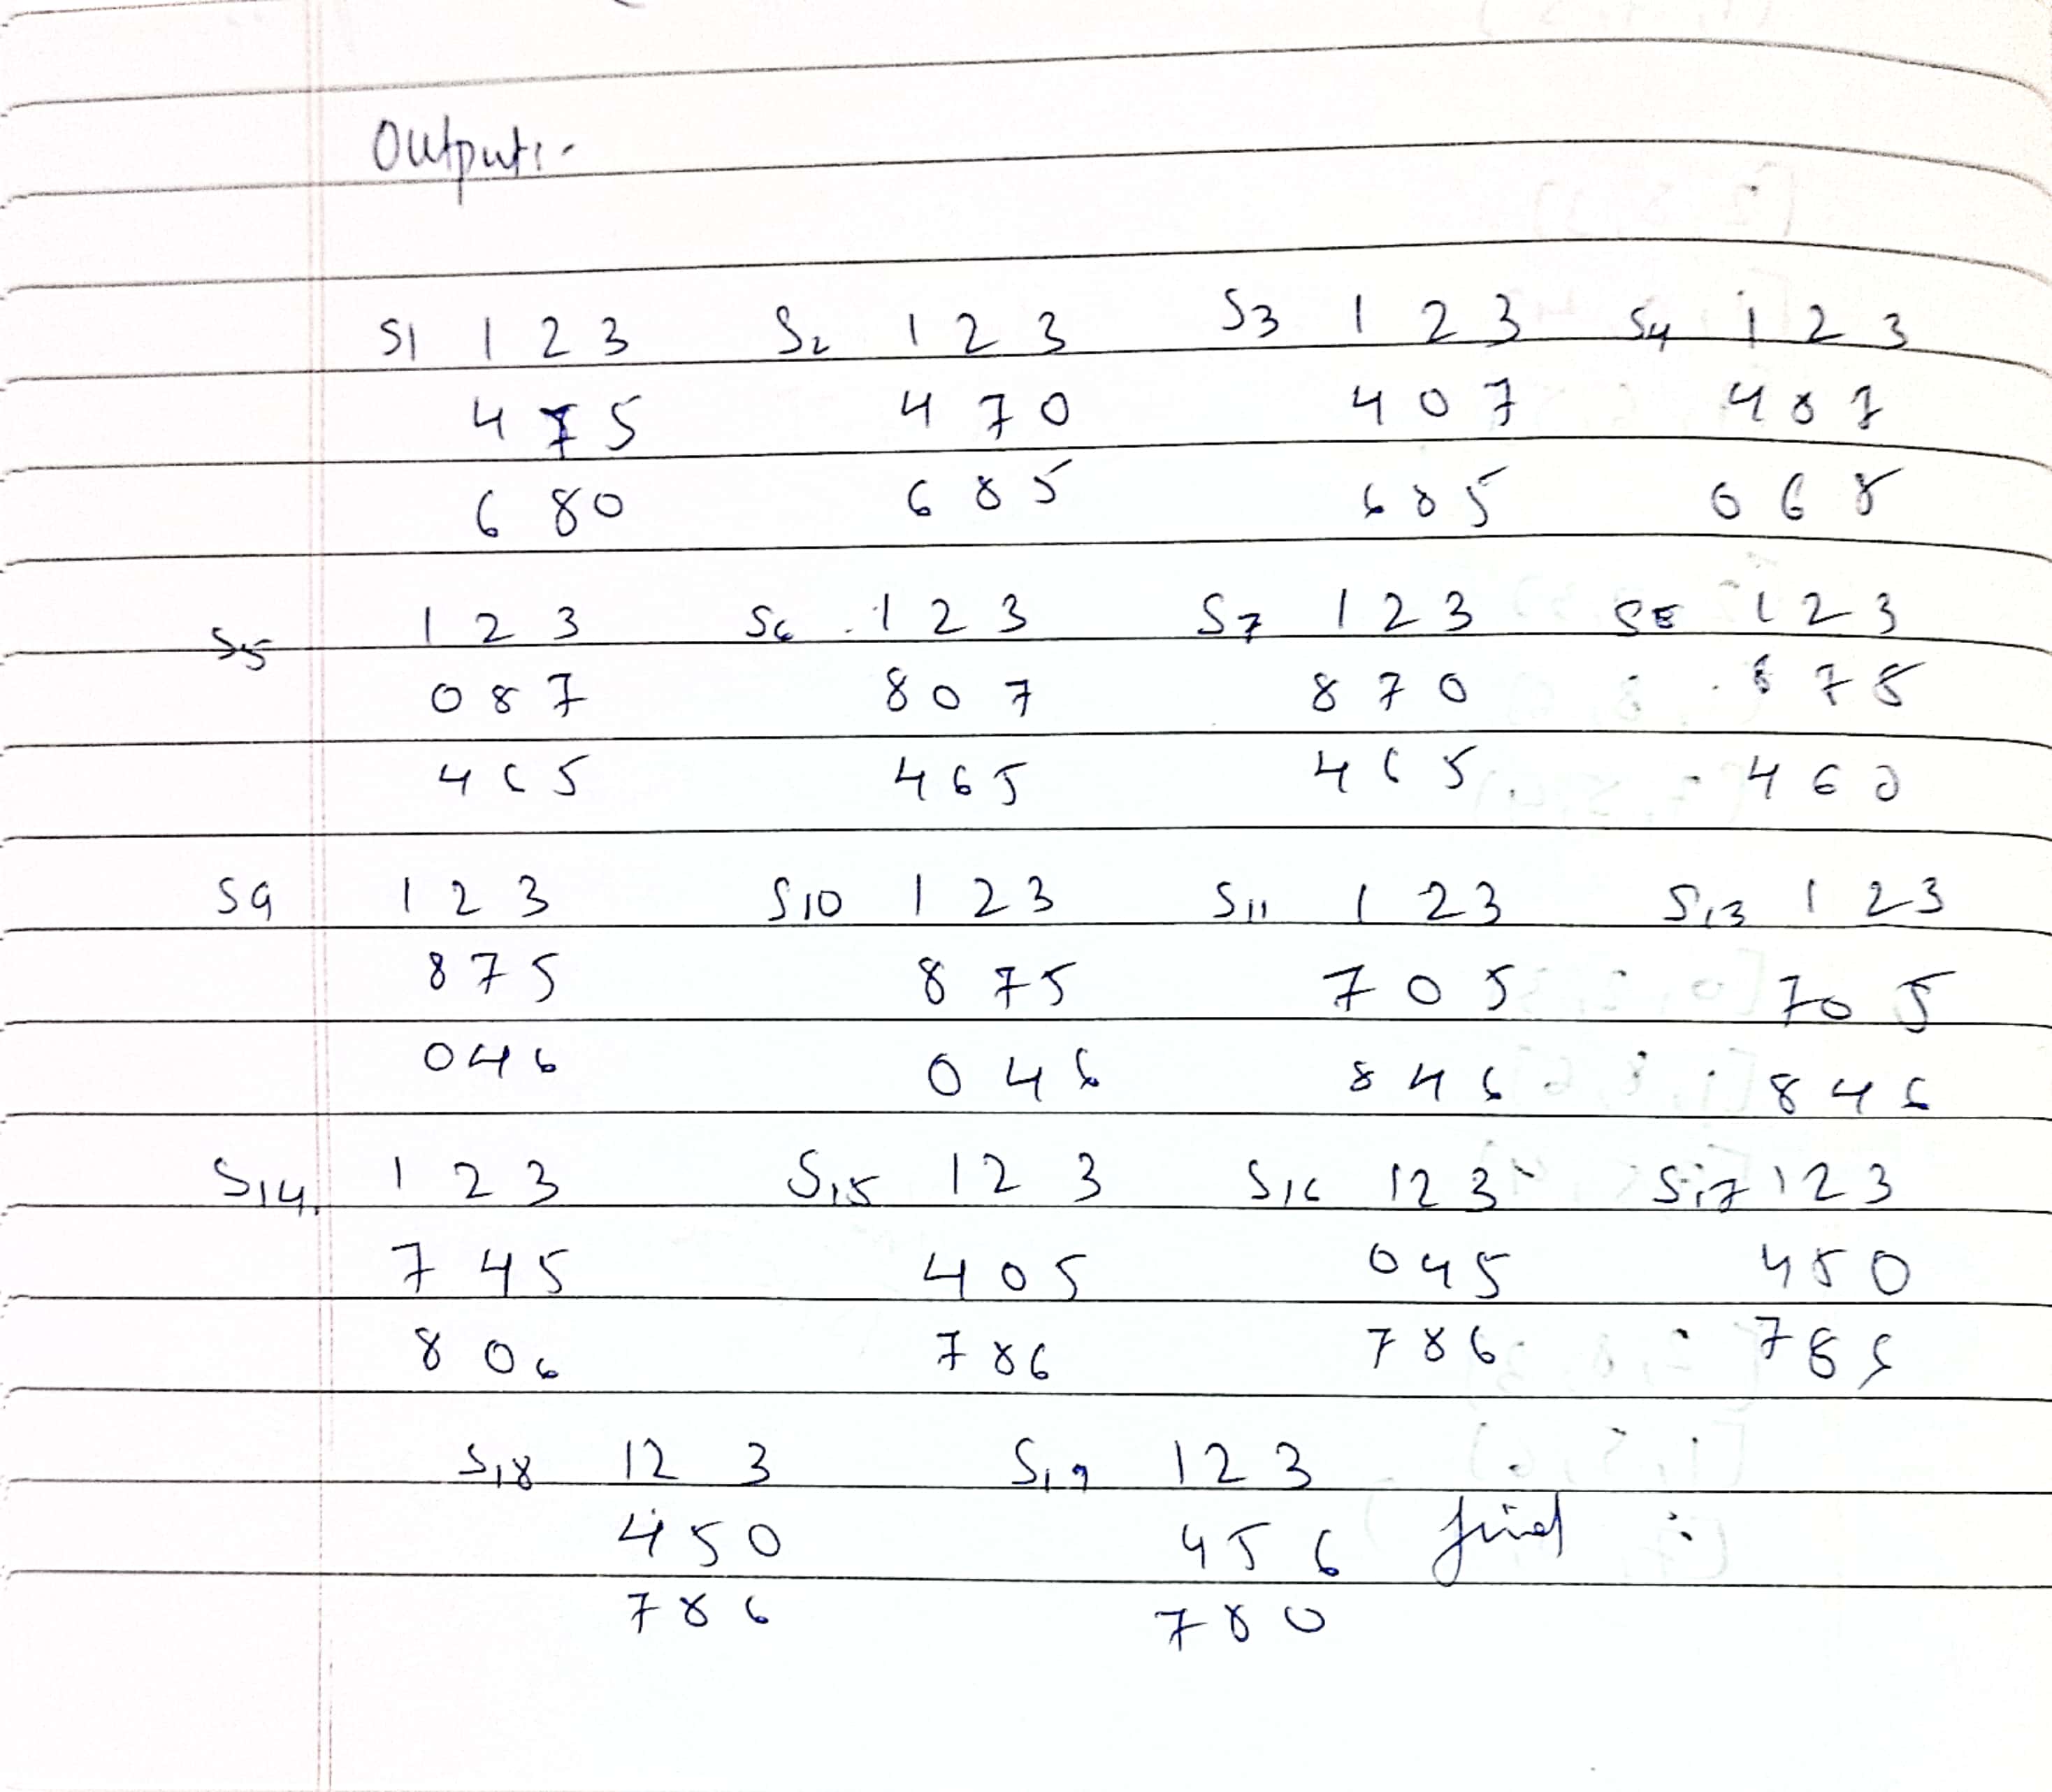 Output:-
S1 1 2 3 S2 1 2 3 S3 1 2 3 S4 1 2 3
4 7 5 4 7 0 4 0 7 4 8 7
6 8 0 6 8 5 6 8 5 0 6 8
S5 1 2 3 S6 1 2 3 S7 1 2 3 S8 1 2 3
0 8 7 8 0 7 8 7 0 8 7 5
4 6 5 4 6 5 4 6 5 4 6 0
S9 1 2 3 S10 1 2 3 S11 1 2 3 S13 1 2 3
8 7 5 8 7 5 7 0 5 7 0 5
0 4 6 0 4 6 8 4 6 8 4 6
S14 1 2 3 S15 1 2 3 S16 1 2 3 S17 1 2 3
7 4 5 4 0 5 0 4 5 4 5 0
8 0 6 7 8 6 7 8 6 7 8 6
S18 1 2 3 S19 1 2 3
4 5 0 4 5 6
7 8 6 7 8 0